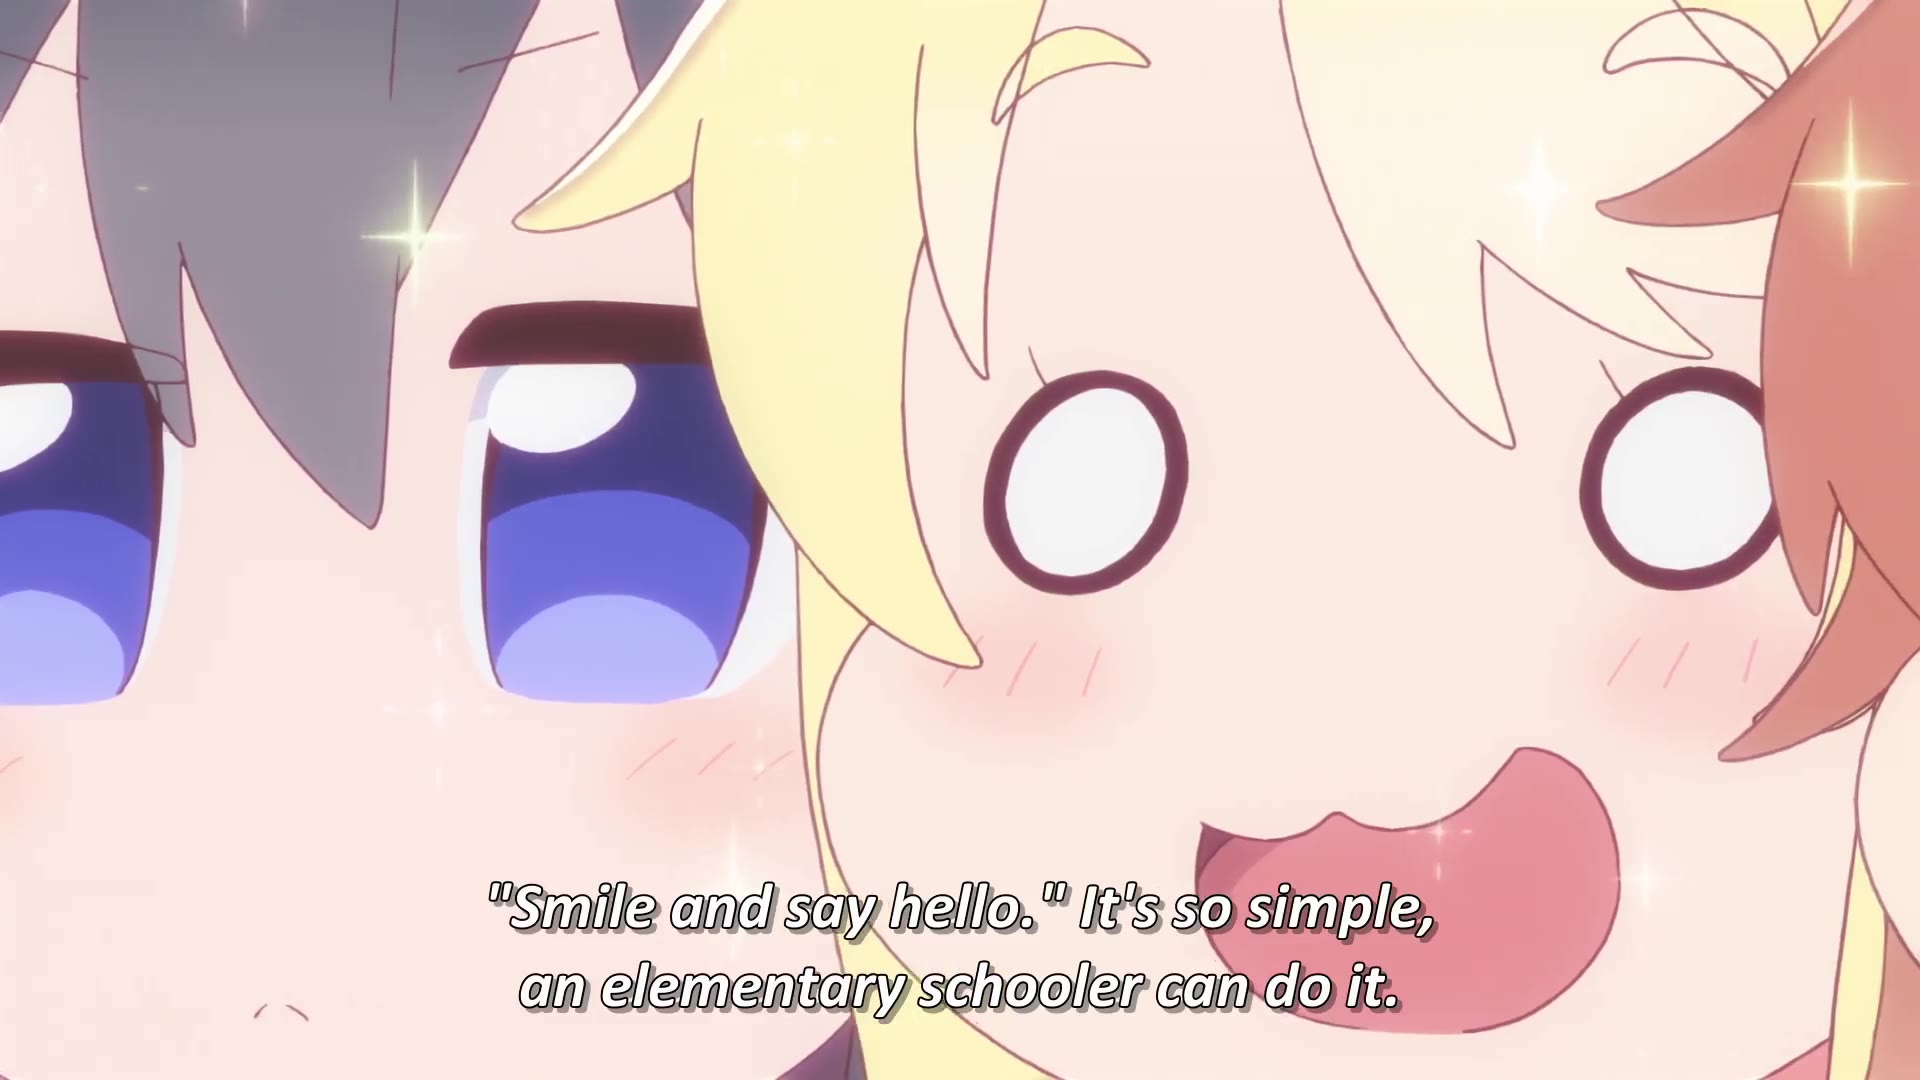 "Smile and say hello." It's so simple,
an elementary schooler can do it.